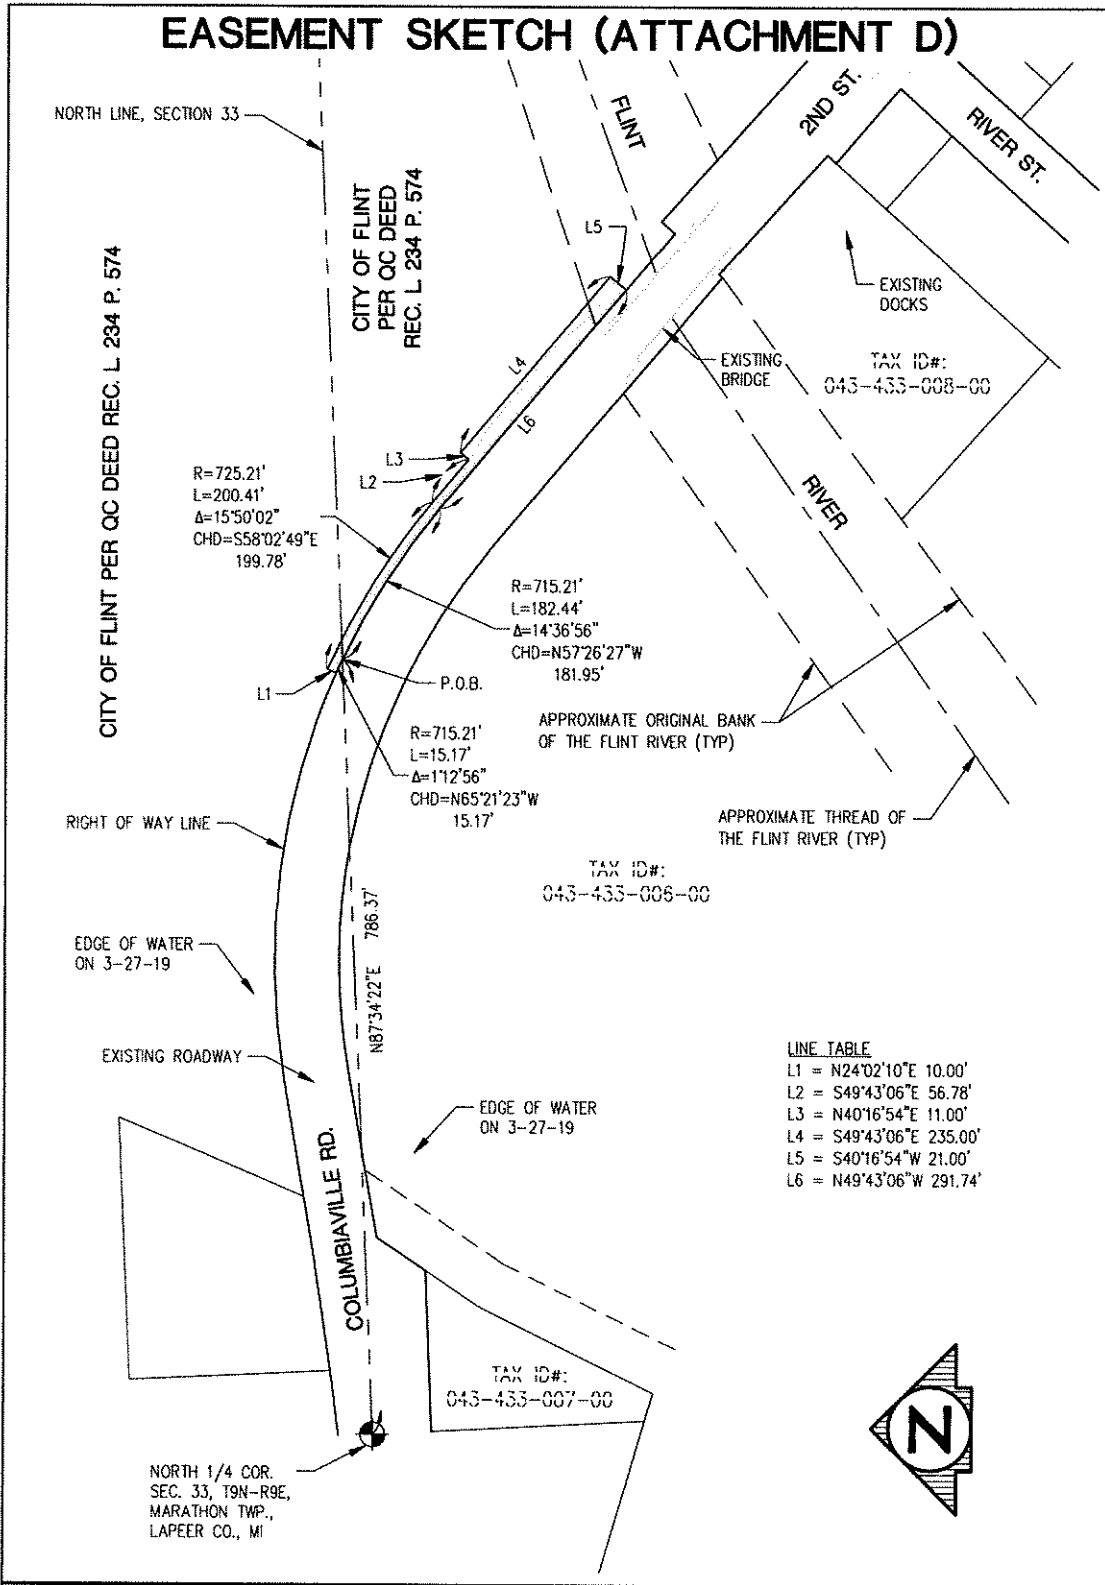 EASEMENT SKETCH (ATTACHMENT D)
NORTH LINE, SECTION 33
CITY OF FLINT
PER QC DEED
REC. L 234 P. 574
FLINT
2ND ST.
RIVER ST.
CITY OF FLINT PER QC DEED REC. L 234 P. 574
L5
EXISTING
DOCKS
EXISTING
BRIDGE
TAX ID#:
043-433-008-00
L4
L6
L3
L2
R=725.21'
L=200.41'
Δ=15°50'02"
CHD=S58°02'49"E
199.78'
RIVER
R=715.21'
L=182.44'
Δ=14°36'56"
CHD=N57°26'27"W
181.95'
L1
P.O.B.
APPROXIMATE ORIGINAL BANK
OF THE FLINT RIVER (TYP)
R=715.21'
L=15.17'
Δ=1°12'56"
CHD=N65°21'23"W
15.17'
RIGHT OF WAY LINE
APPROXIMATE THREAD OF
THE FLINT RIVER (TYP)
TAX ID#:
043-433-006-00
N87°34'22"E 786.37'
EDGE OF WATER
ON 3-27-19
EXISTING ROADWAY
EDGE OF WATER
ON 3-27-19
COLUMBIAVILLE RD.
LINE TABLE
L1 = N24°02'10"E 10.00'
L2 = S49°43'06"E 56.78'
L3 = N40°16'54"E 11.00'
L4 = S49°43'06"E 235.00'
L5 = S40°16'54"W 21.00'
L6 = N49°43'06"W 291.74'
TAX ID#:
043-433-007-00
N
NORTH 1/4 COR.
SEC. 33, T9N-R9E,
MARATHON TWP.,
LAPEER CO., MI